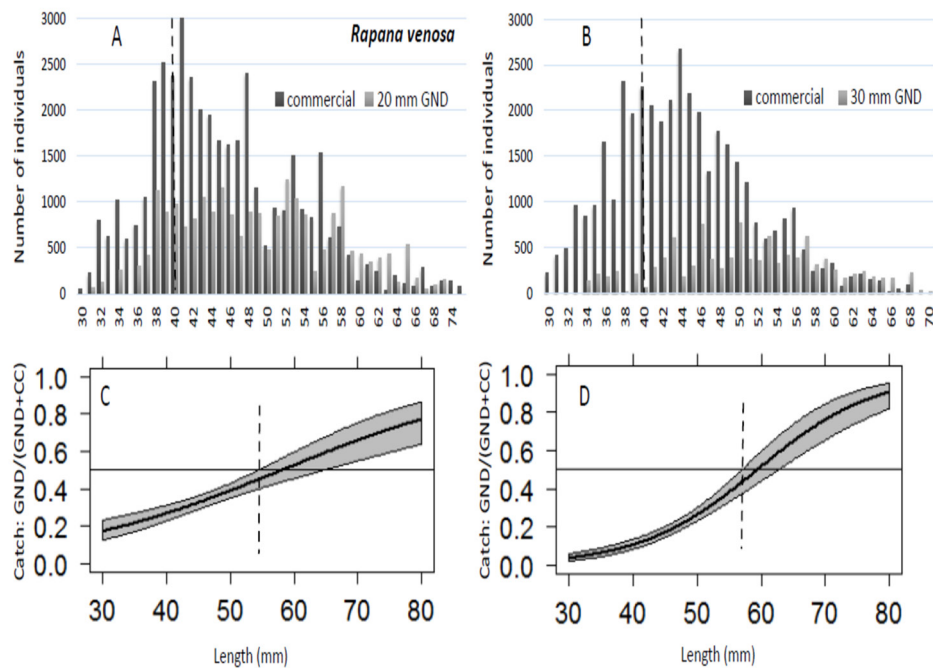 A
Rapana venosa
commercial 20 mm GND
Number of individuals
3000
2500
2000
1500
1000
500
0
30 32 34 36 38 40 42 44 46 48 50 52 54 56 58 60 62 64 66 68 74
B
commercial 30 mm GND
Number of individuals
3000
2500
2000
1500
1000
500
0
30 32 34 36 38 40 42 44 46 48 50 52 54 56 58 60 62 64 66 68 70
C
Catch: GND/(GND+CC)
1.0
0.8
0.6
0.4
0.2
0.0
30 40 50 60 70 80
Length (mm)
D
Catch: GND/(GND+CC)
1.0
0.8
0.6
0.4
0.2
0.0
30 40 50 60 70 80
Length (mm)